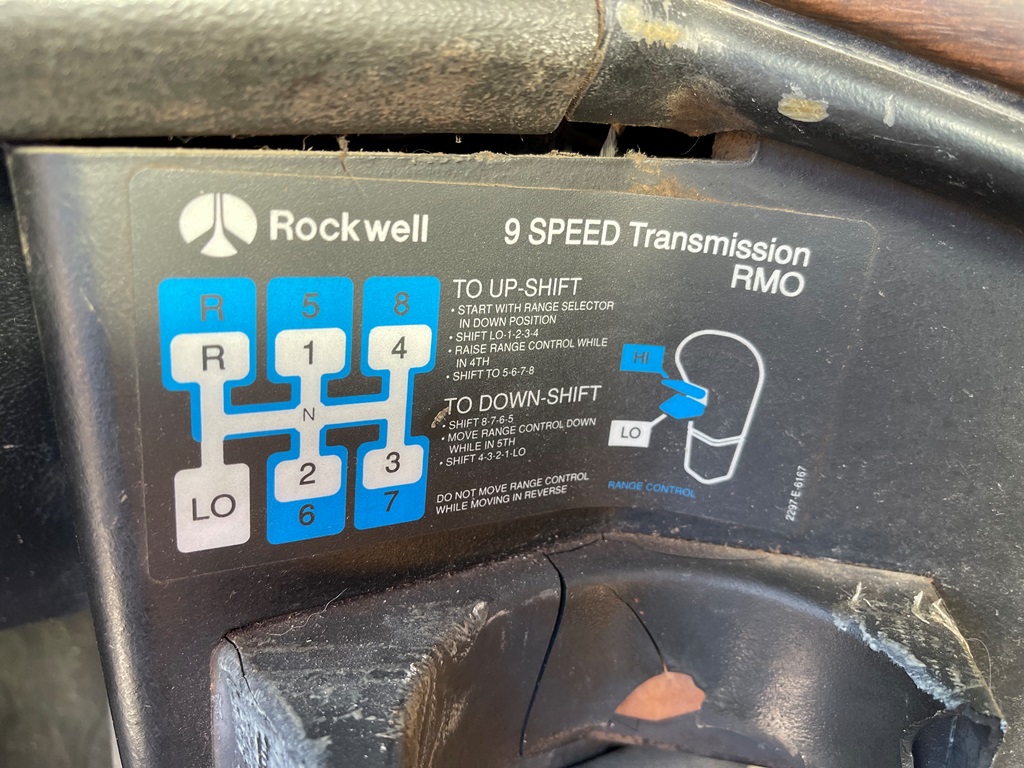 Rockwell
9 SPEED Transmission
RMO
R 5 8
R 1 4
N
LO 2 3
6 7
TO UP-SHIFT
• START WITH RANGE SELECTOR
IN DOWN POSITION
• SHIFT LO-1-2-3-4
• RAISE RANGE CONTROL WHILE
IN 4TH
• SHIFT TO 5-6-7-8
TO DOWN-SHIFT
• SHIFT 8-7-6-5
• MOVE RANGE CONTROL DOWN
WHILE IN 5TH
• SHIFT 4-3-2-1-LO
DO NOT MOVE RANGE CONTROL
WHILE MOVING IN REVERSE
HI
LO
RANGE CONTROL
2297-E-6167